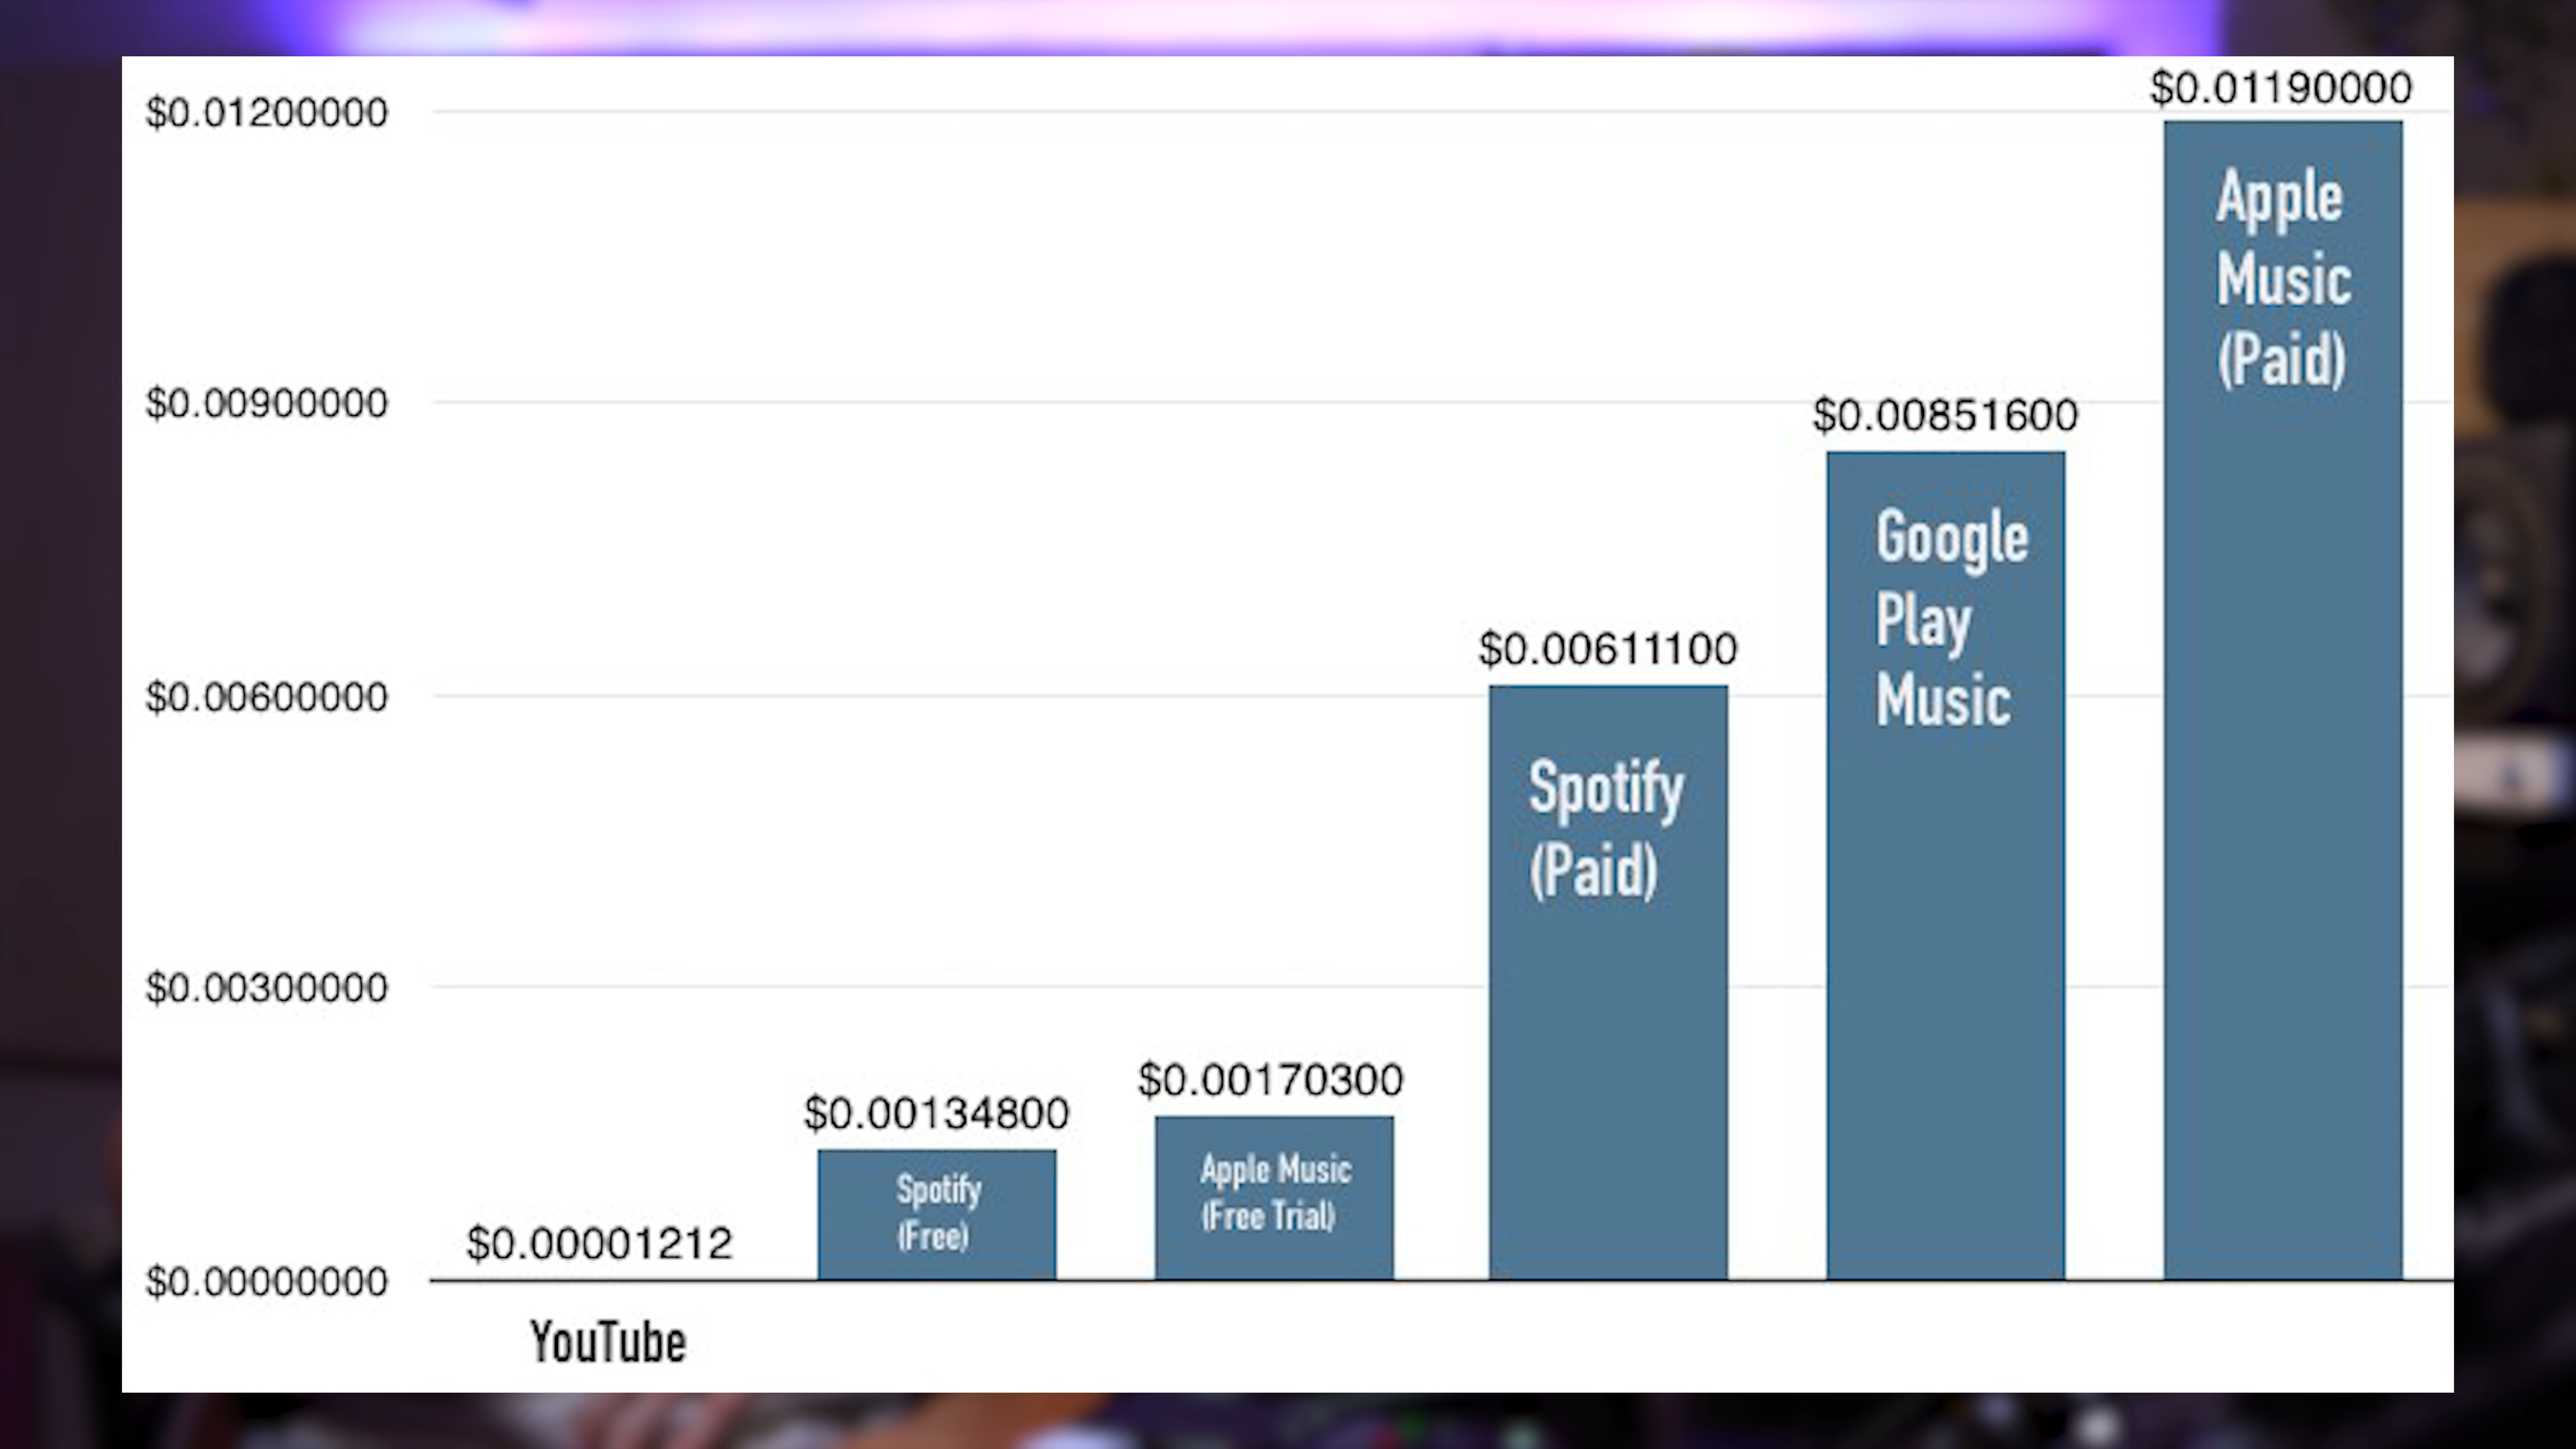 $0.01200000
$0.00900000
$0.00600000
$0.00300000
$0.00000000
$0.00001212
YouTube
$0.00134800
Spotify
(Free)
$0.00170300
Apple Music
(Free Trial)
$0.00611100
Spotify
(Paid)
$0.00851600
Google
Play
Music
$0.01190000
Apple
Music
(Paid)